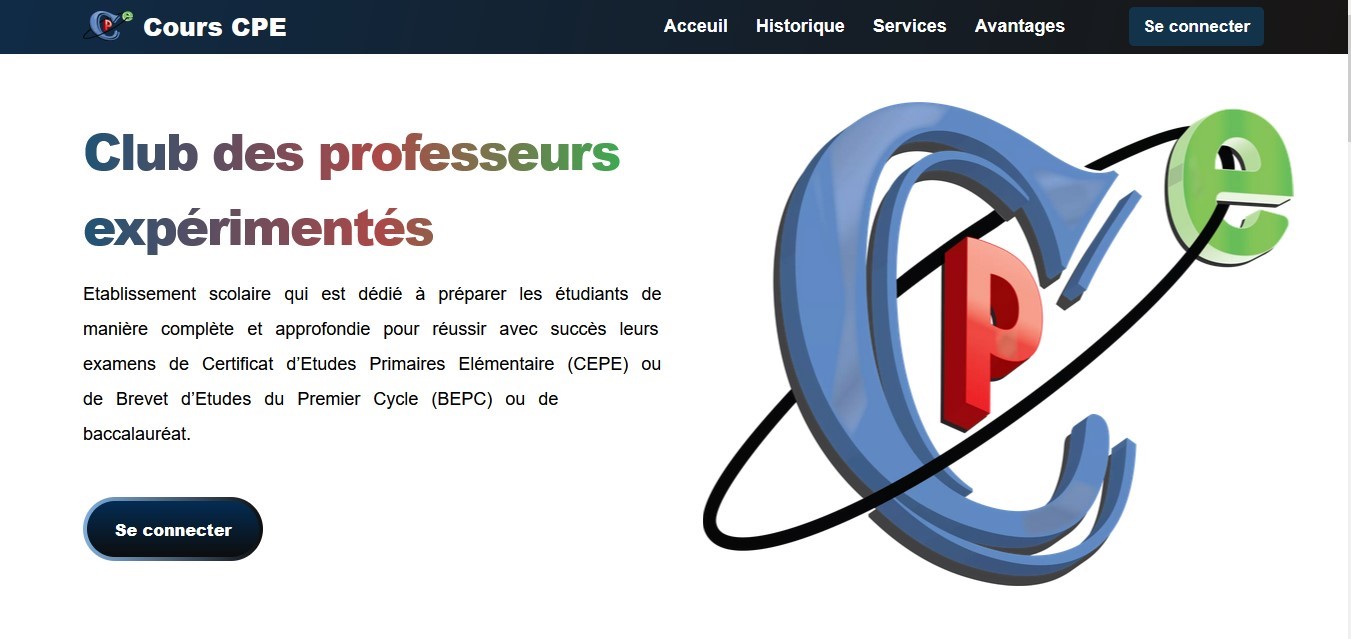 Cpe Cours CPE
Acceuil Historique Services Avantages Se connecter
Club des professeurs
expérimentés
Etablissement scolaire qui est dédié à préparer les étudiants de
manière complète et approfondie pour réussir avec succès leurs
examens de Certificat d’Etudes Primaires Elémentaire (CEPE) ou
de Brevet d’Etudes du Premier Cycle (BEPC) ou de
baccalauréat.
Se connecter
Cpe